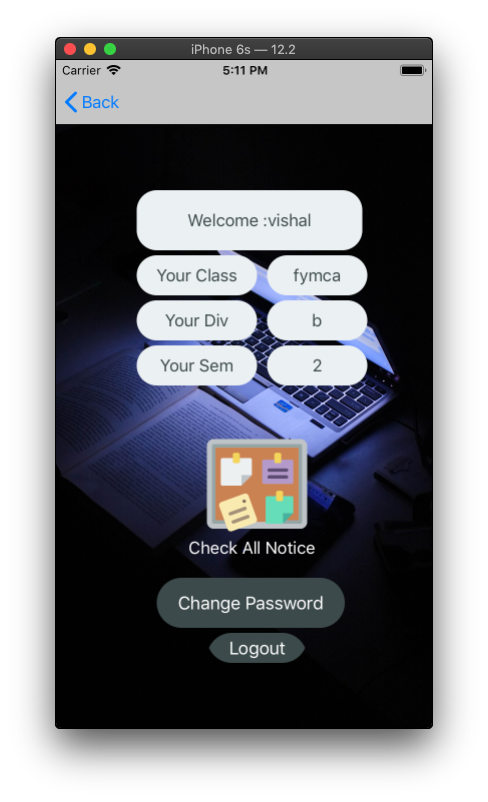 iPhone 6s — 12.2
Carrier 5:11 PM
Back
Welcome :vishal
Your Class fymca
Your Div b
Your Sem 2
Check All Notice
Change Password
Logout